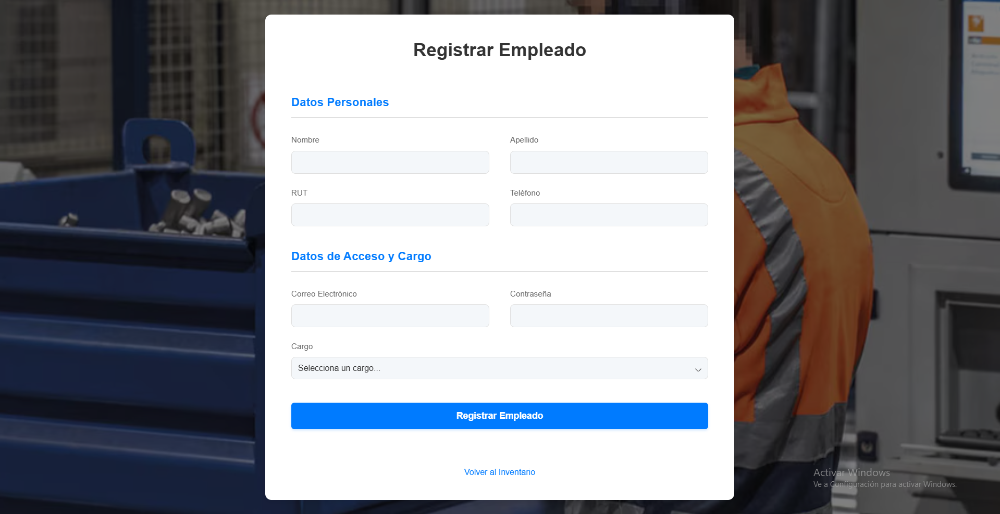 Registrar Empleado
Datos Personales
Nombre
Apellido
RUT
Teléfono
Datos de Acceso y Cargo
Correo Electrónico
Contraseña
Cargo
Selecciona un cargo...
Registrar Empleado
Volver al Inventario
Activar Windows
Ve a Configuración para activar Windows.